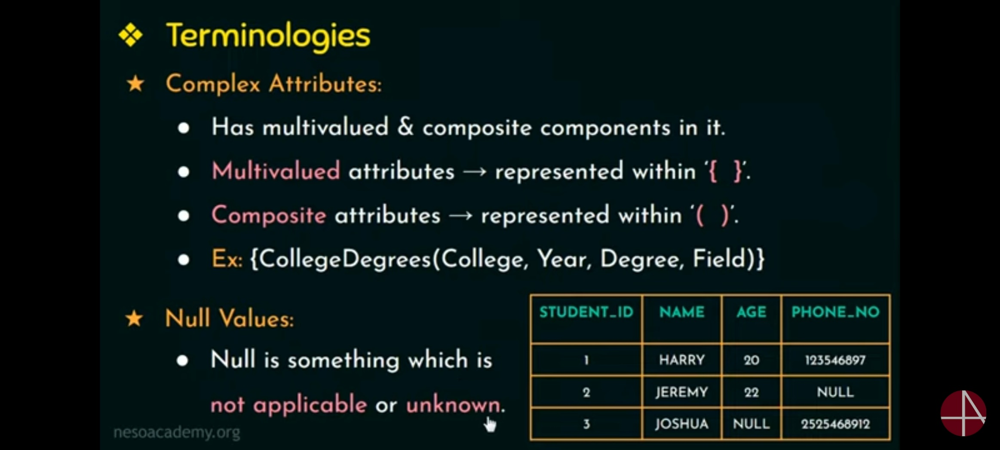 Terminologies
Complex Attributes:
Has multivalued & composite components in it.
Multivalued attributes → represented within '{ }'.
Composite attributes → represented within '( )'.
Ex: {CollegeDegrees(College, Year, Degree, Field)}
Null Values:
Null is something which is
not applicable or unknown.
STUDENT_ID NAME AGE PHONE_NO
1 HARRY 20 123546897
2 JEREMY 22 NULL
3 JOSHUA NULL 2525468912
nesoacademy.org